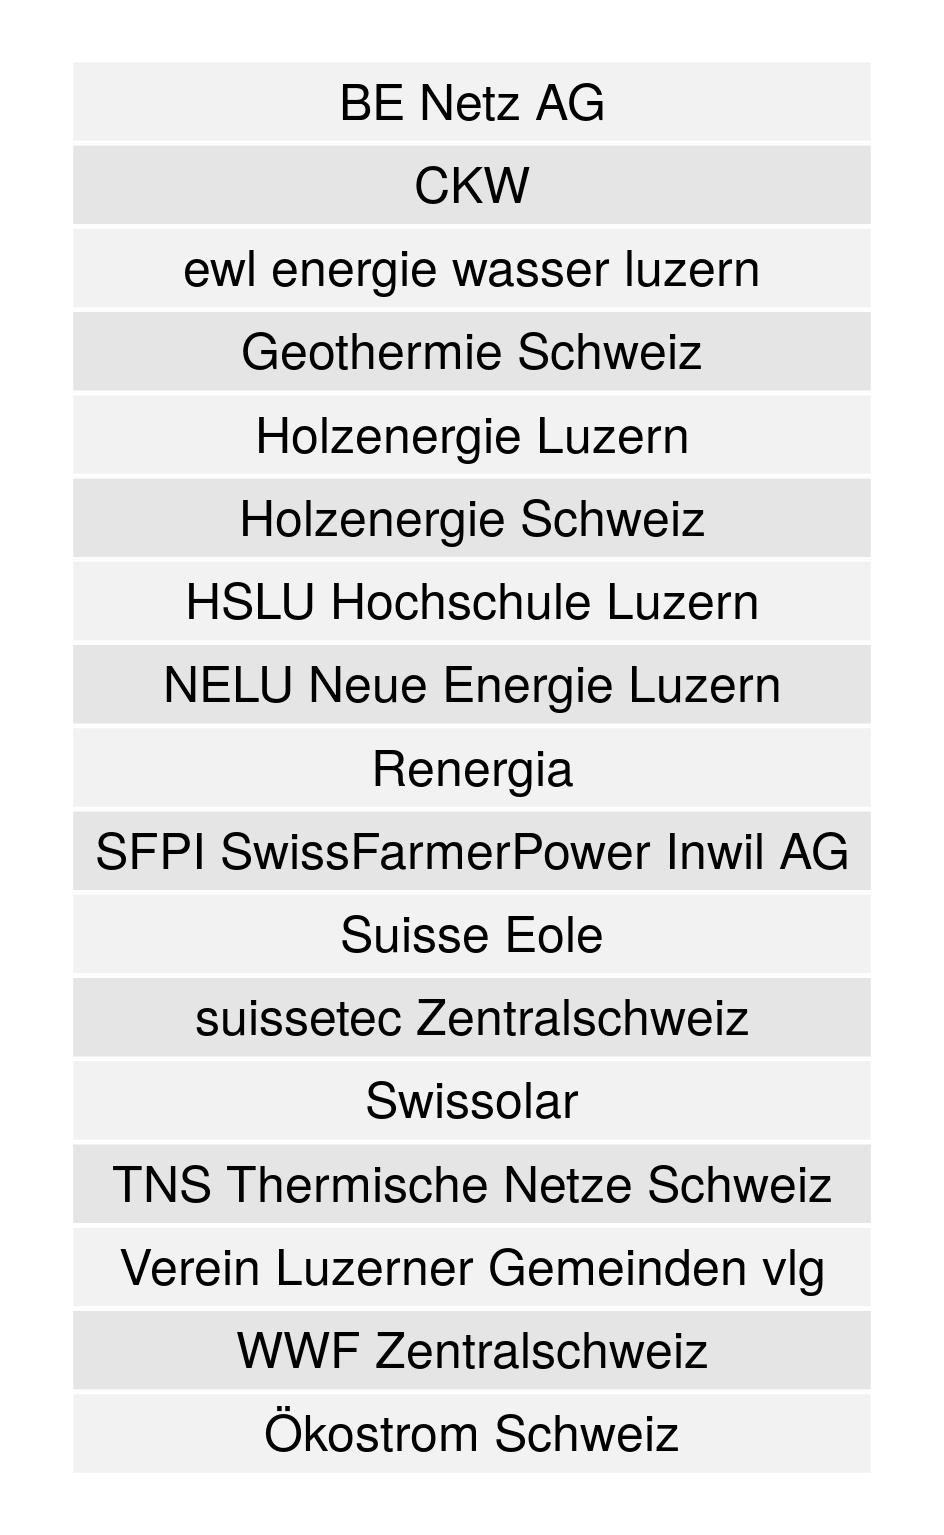 BE Netz AG
CKW
ewl energie wasser luzern
Geothermie Schweiz
Holzenergie Luzern
Holzenergie Schweiz
HSLU Hochschule Luzern
NELU Neue Energie Luzern
Renergia
SFPI SwissFarmerPower Inwil AG
Suisse Eole
suissetec Zentralschweiz
Swissolar
TNS Thermische Netze Schweiz
Verein Luzerner Gemeinden vlg
WWF Zentralschweiz
Ökostrom Schweiz